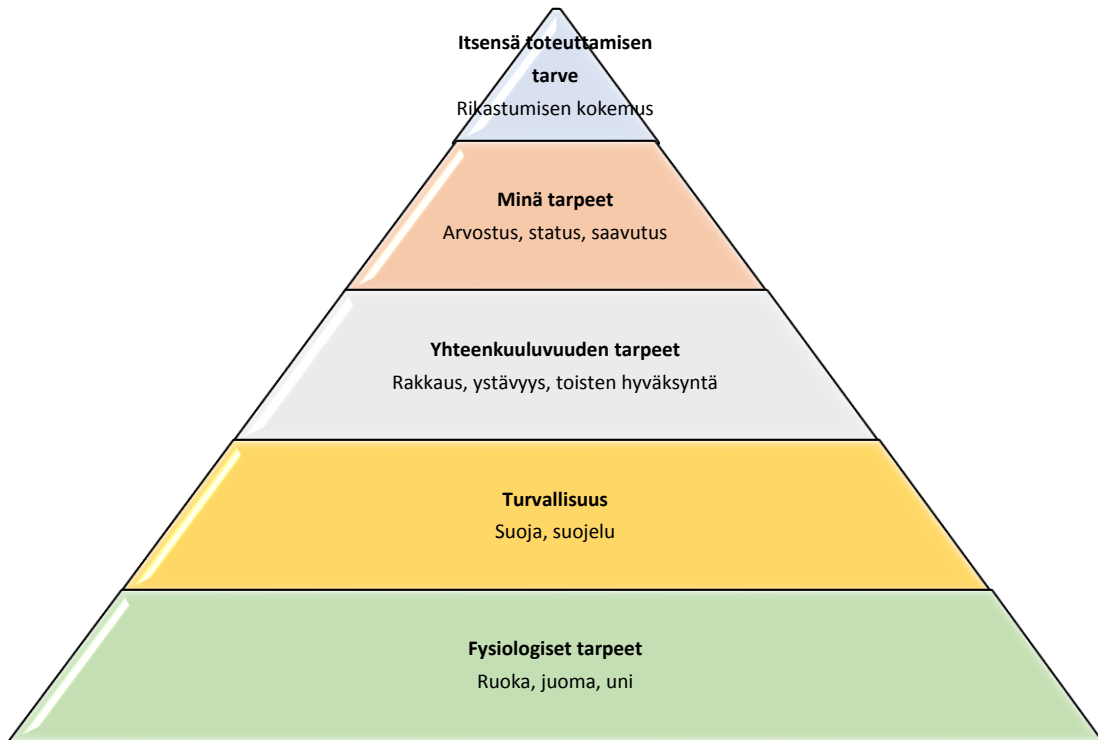 Itsensä toteuttamisen
tarve
Rikastumisen kokemus
Minä tarpeet
Arvostus, status, saavutus
Yhteenkuuluvuuden tarpeet
Rakkaus, ystävyys, toisten hyväksyntä
Turvallisuus
Suoja, suojelu
Fysiologiset tarpeet
Ruoka, juoma, uni